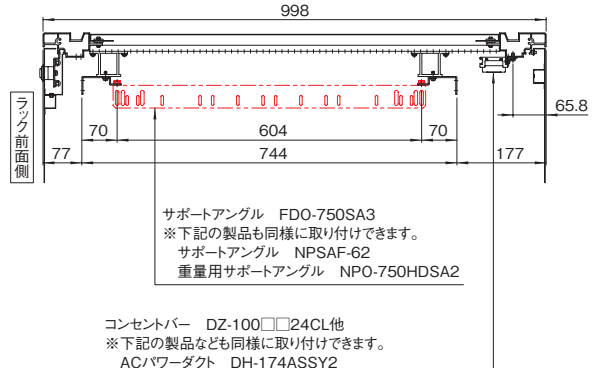 998
ラック前面側
65.8
70
604
70
77
744
177
サポートアングル FDO-750SA3
※下記の製品も同様に取り付けできます。
サポートアングル NPSAF-62
重量用サポートアングル NPO-750HDSA2
コンセントバー DZ-100□□24CL他
※下記の製品なども同様に取り付けできます。
ACパワーダクト DH-174ASSY2